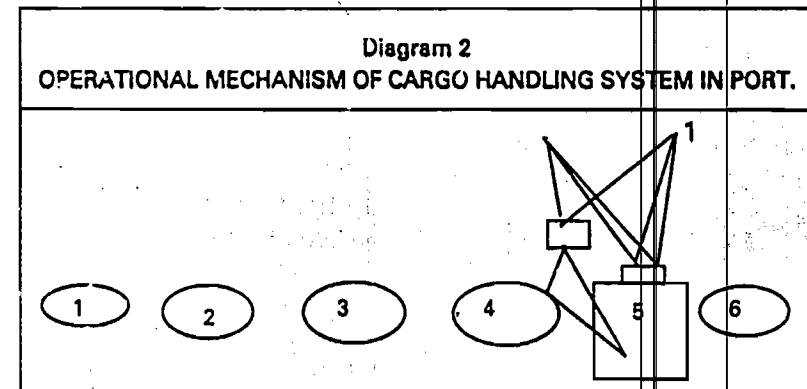 Diagram 2
OPERATIONAL MECHANISM OF CARGO HANDLING SYSTEM IN PORT.
1
1 2 3 4 5 6